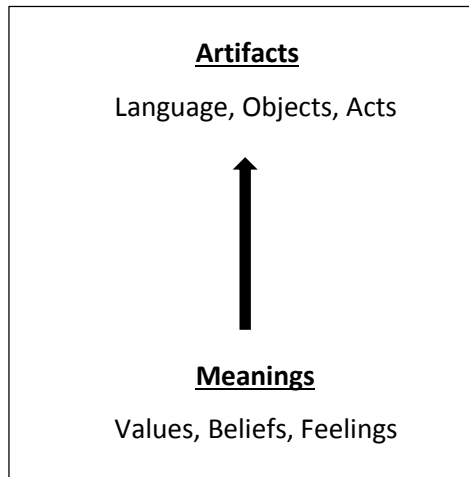 Artifacts
Language, Objects, Acts
Meanings
Values, Beliefs, Feelings